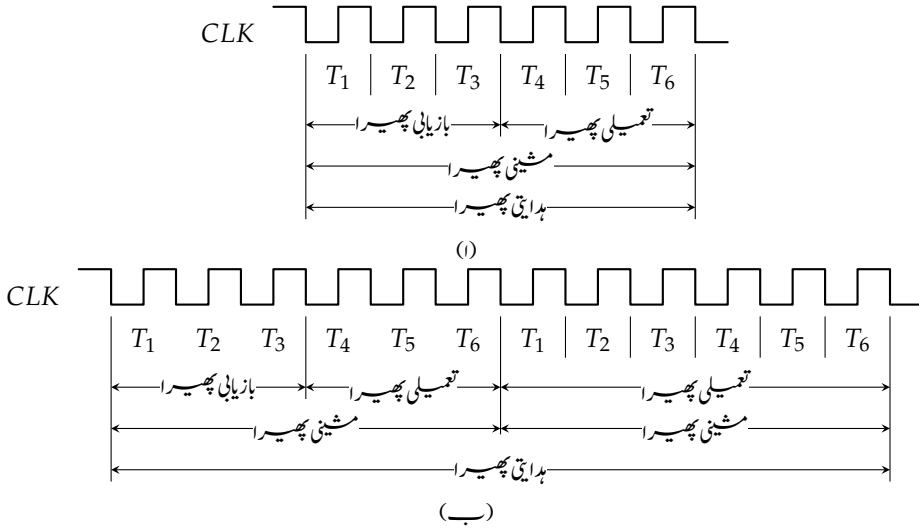 CLK
T1 T2 T3 T4 T5 T6
بازیابی پھیرا تعمیلی پھیرا
مشینی پھیرا
ہدایتی پھیرا
(ا)
CLK
T1 T2 T3 T4 T5 T6 T1 T2 T3 T4 T5 T6
بازیابی پھیرا تعمیلی پھیرا تعمیلی پھیرا
مشینی پھیرا مشینی پھیرا
ہدایتی پھیرا
(ب)